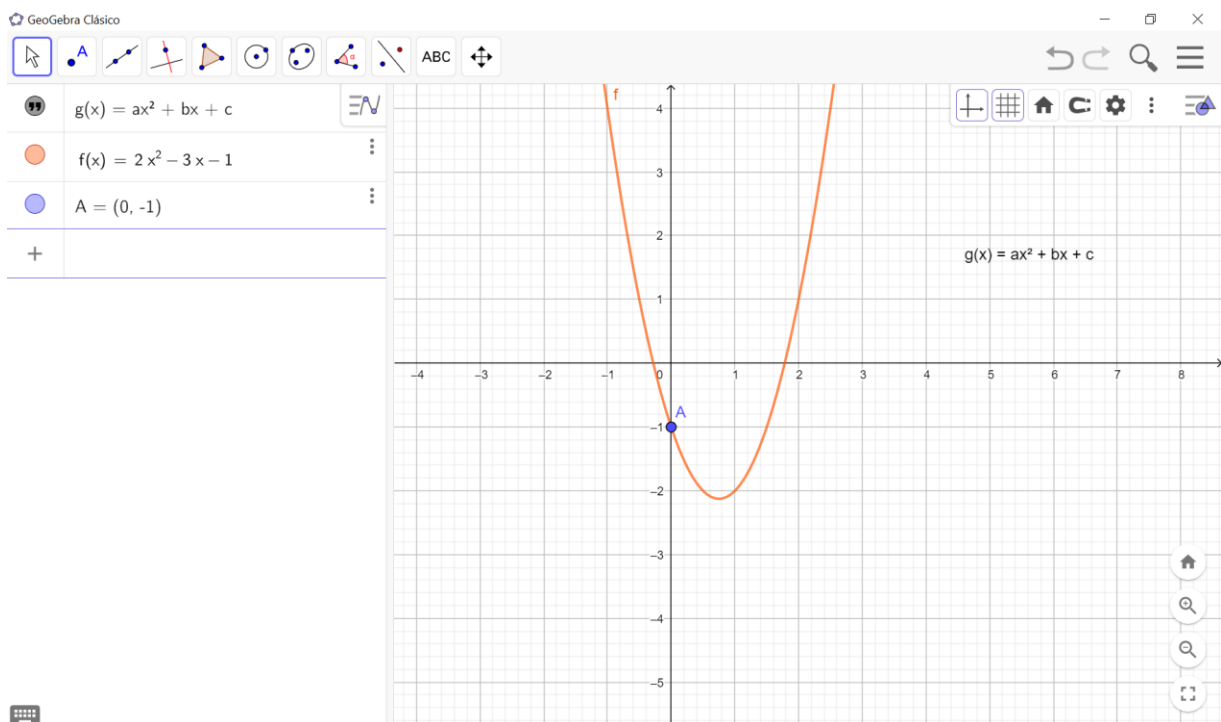 GeoGebra Clásico
A
ABC
g(x) = ax² + bx + c
f(x) = 2 x² – 3 x – 1
A = (0, -1)
+
f
4
3
2
1
g(x) = ax² + bx + c
–4 –3 –2 –1 0 1 2 3 4 5 6 7 8
A
–1
–2
–3
–4
–5